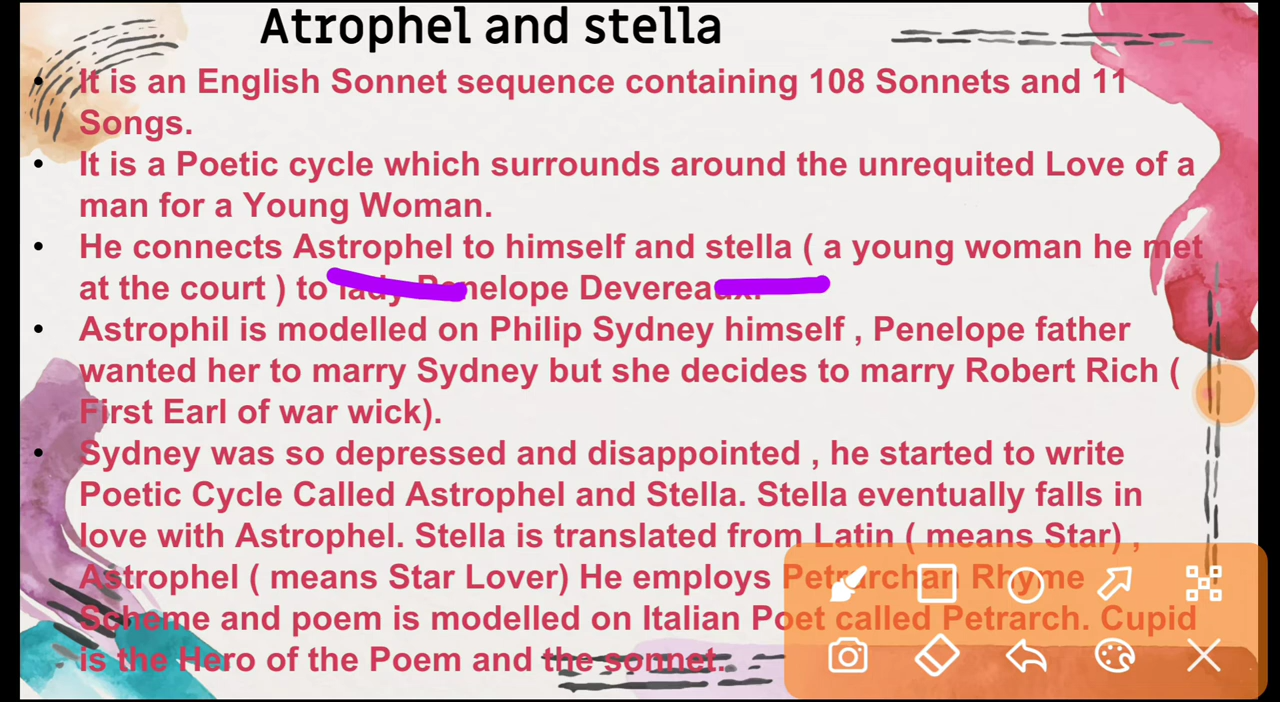 Atrophel and stella
• It is an English Sonnet sequence containing 108 Sonnets and 11
Songs.
• It is a Poetic cycle which surrounds around the unrequited Love of a
man for a Young Woman.
• He connects Astrophel to himself and stella ( a young woman he met
at the court ) to lady Penelope Devereaux.
• Astrophil is modelled on Philip Sydney himself , Penelope father
wanted her to marry Sydney but she decides to marry Robert Rich (
First Earl of war wick).
• Sydney was so depressed and disappointed , he started to write
Poetic Cycle Called Astrophel and Stella. Stella eventually falls in
love with Astrophel. Stella is translated from Latin ( means Star) ,
Astrophel ( means Star Lover) He employs Petrarchan Rhyme
Scheme and poem is modelled on Italian Poet called Petrarch. Cupid
is the Hero of the Poem and the sonnet.